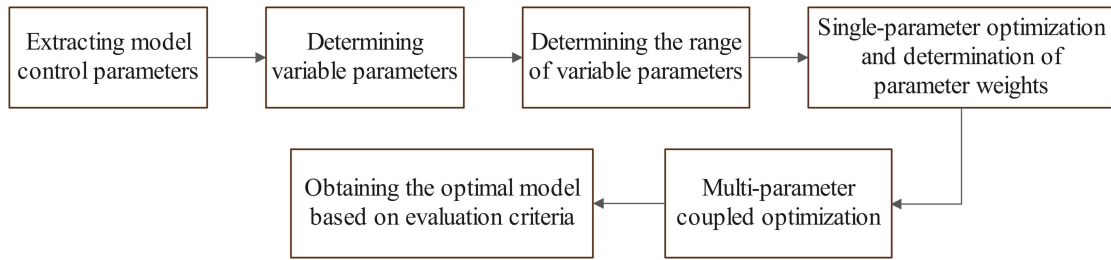 Extracting model
control parameters
Determining
variable parameters
Determining the range
of variable parameters
Single-parameter optimization
and determination of
parameter weights
Multi-parameter
coupled optimization
Obtaining the optimal model
based on evaluation criteria